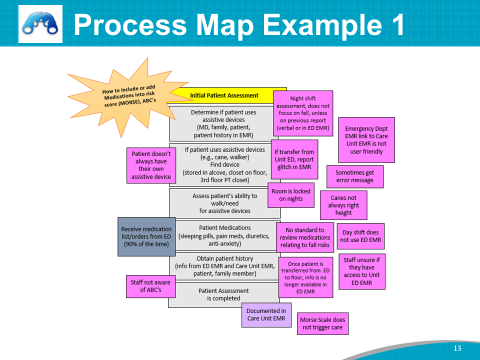 Process Map Example 1
How to include or add
Medications into risk
score (MORSE), ABC's
Initial Patient Assessment
Determine if patient uses
assistive devices
(MD, family, patient,
patient history in EMR)
Night shift
assessment, does not
focus on fall, unless
on previous report
(verbal or in ED EMR)
Emergency Dept
EMR link to Care
Unit EMR is not
user friendly
Patient doesn't
always have
their own
assistive device
If patient uses assistive devices
(e.g., cane, walker)
Find device
(stored in alcove, closet on floor,
3rd floor PT closet)
If transfer from
Unit ED, report
glitch in EMR
Sometimes get
error message
Assess patient's ability to
walk/need
for assistive devices
Room is locked
on nights
Canes not
always right
height
Receive medication
list/orders from ED
(90% of the time)
Patient Medications
(sleeping pills, pain meds, diuretics,
anti-anxiety)
No standard to
review medications
relating to fall risks
Day shift does
not use ED EMR
Obtain patient history
(info from ED EMR and Care Unit EMR,
patient, family member)
Once patient is
transferred from ED
to floor, info is no
longer available in
ED EMR
Staff unsure if
they have
access to Unit
ED EMR
Staff not aware
of ABC's
Patient Assessment
is completed
Documented in
Care Unit EMR
Morse Scale does
not trigger care
13